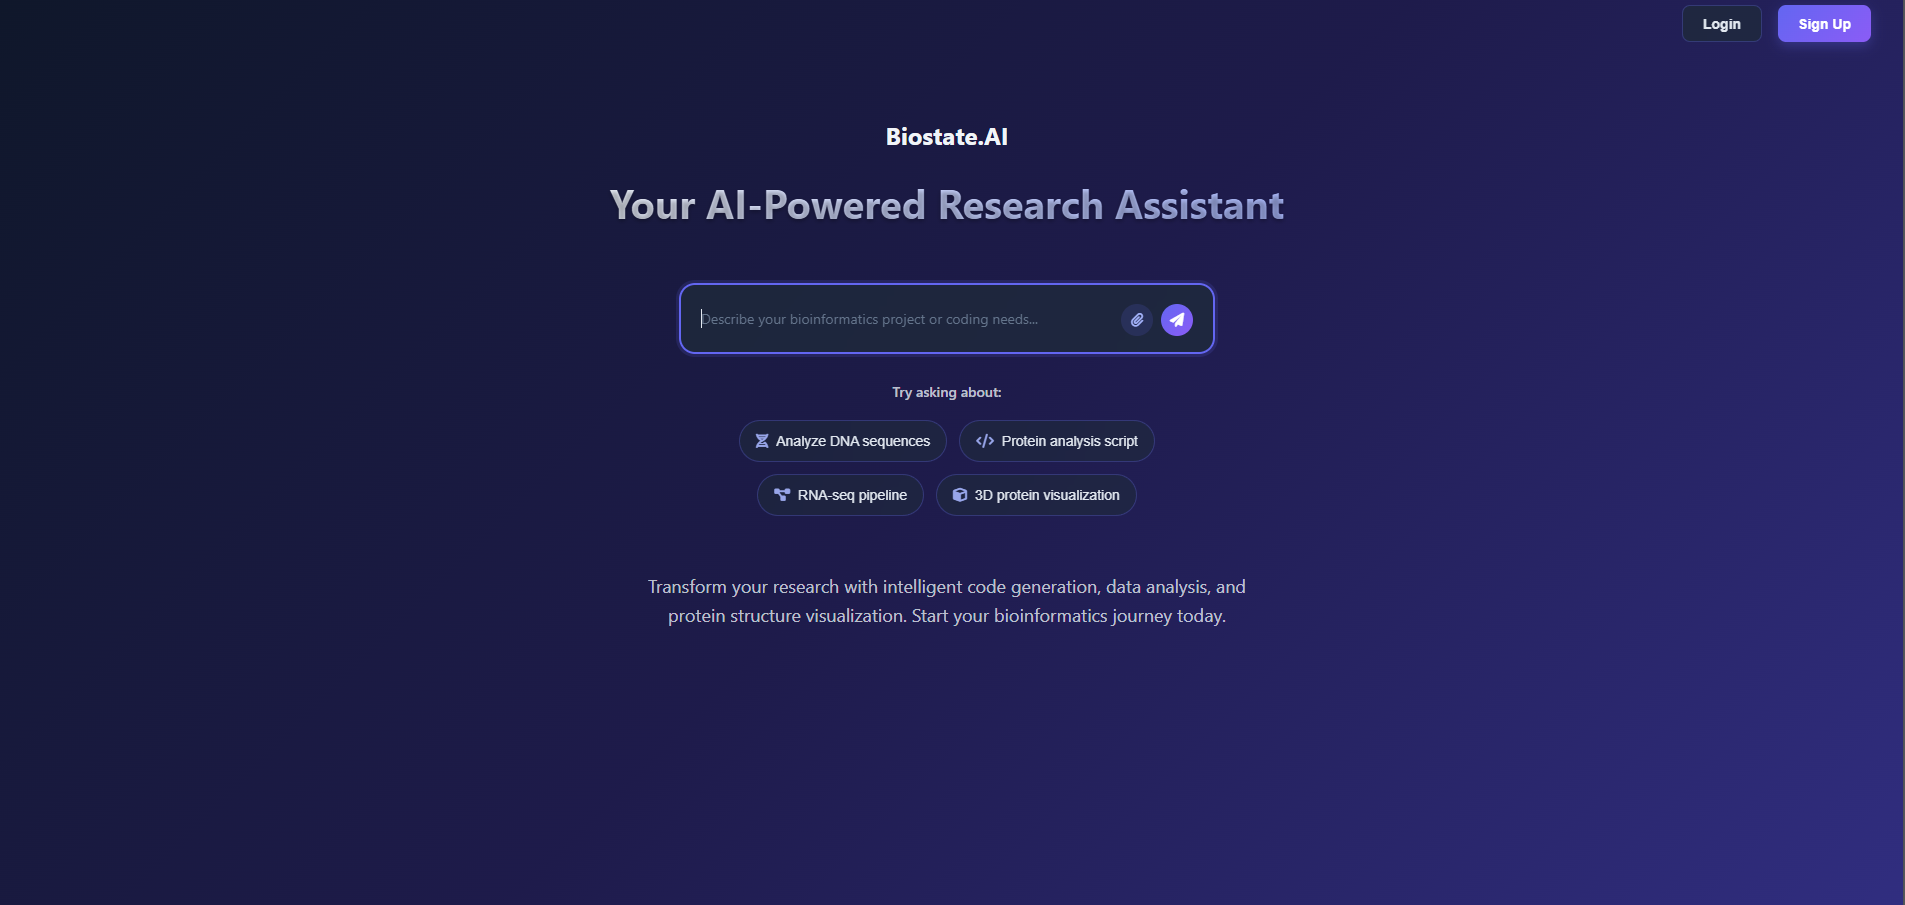 Login
Sign Up
Biostate.AI
Your AI-Powered Research Assistant
Describe your bioinformatics project or coding needs...
Try asking about:
Analyze DNA sequences
Protein analysis script
RNA-seq pipeline
3D protein visualization
Transform your research with intelligent code generation, data analysis, and
protein structure visualization. Start your bioinformatics journey today.